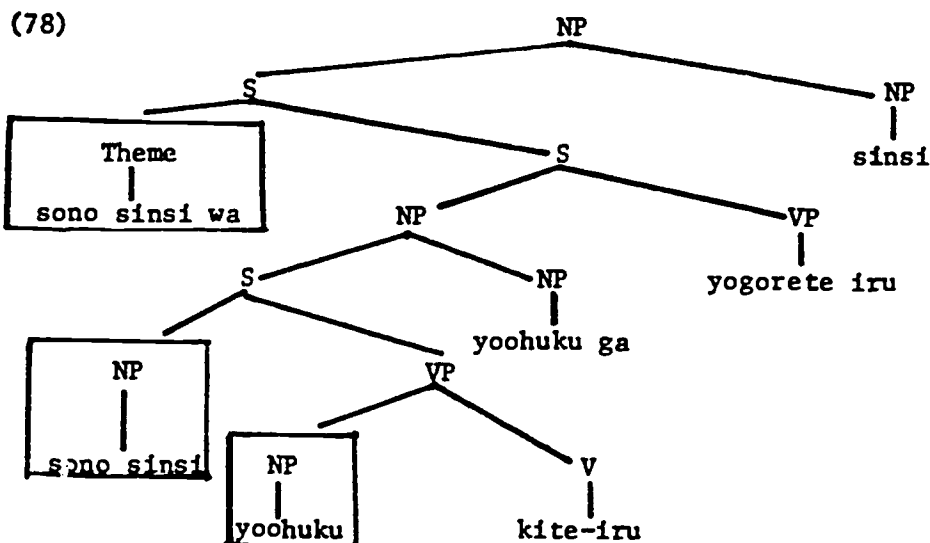 (78)
NP
S
NP
Theme
S
sinsi
sono sinsi wa
NP
VP
S
NP
yogorete iru
yoohuku ga
NP
VP
sono sinsi
NP
V
yoohuku
kite-iru